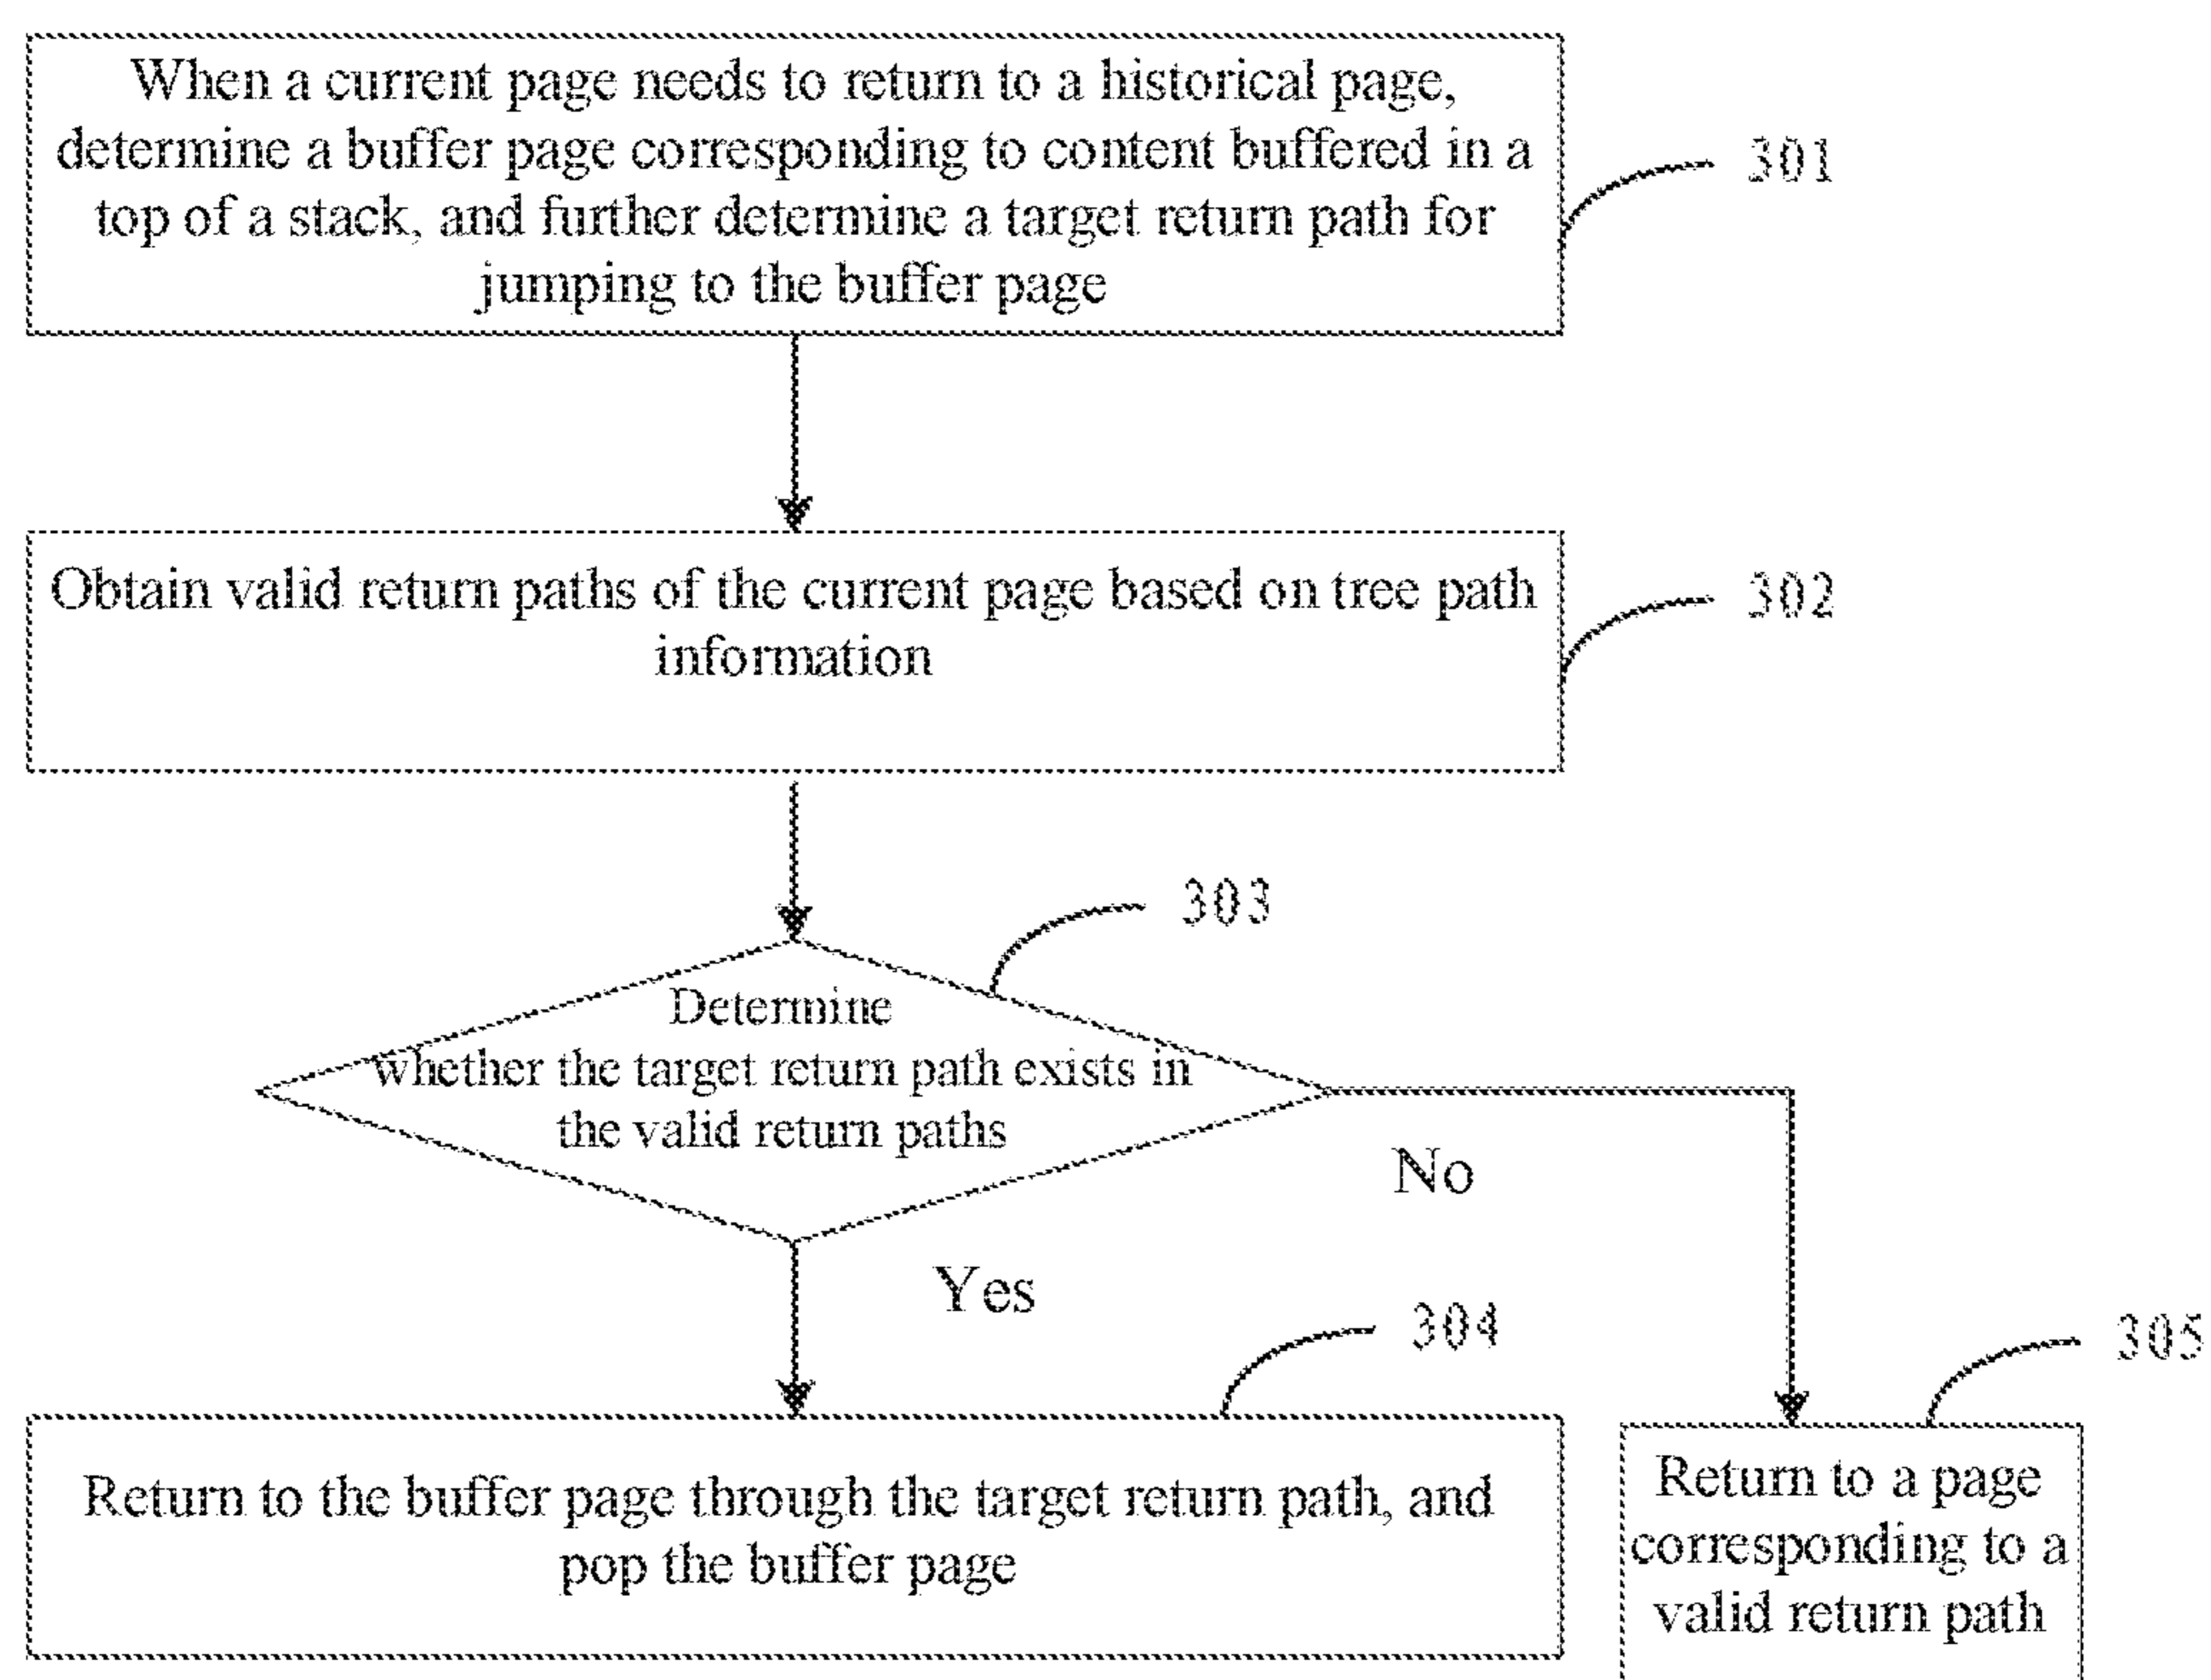 When a current page needs to return to a historical page,
determine a buffer page corresponding to content buffered in a
top of a stack, and further determine a target return path for
jumping to the buffer page
301
Obtain valid return paths of the current page based on tree path
information
302
303
Determine
whether the target return path exists in
the valid return paths
No
Yes
304
305
Return to the buffer page through the target return path, and
pop the buffer page
Return to a page
corresponding to a
valid return path